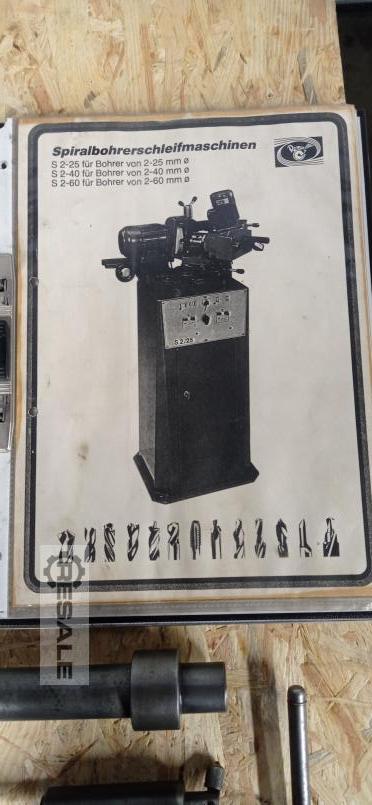 Spiralbohrerschleifmaschinen
S 2-25 für Bohrer von 2-25 mm ø
S 2-40 für Bohrer von 2-40 mm ø
S 2-60 für Bohrer von 2-60 mm ø
S 2/25
RESALE